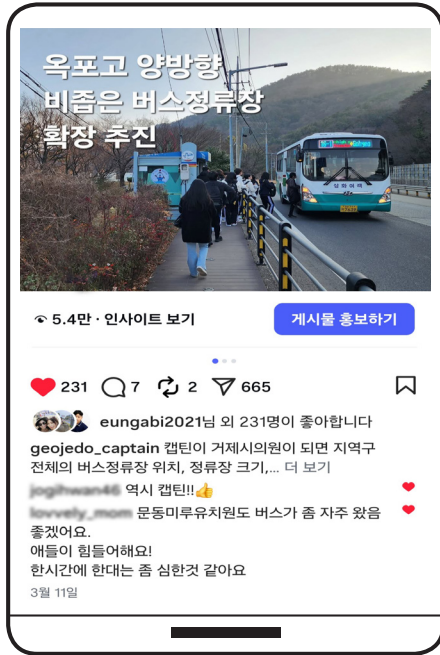 옥포고 양방향
비좁은 버스정류장
확장 추진
5.4만 · 인사이트 보기
게시물 홍보하기
231 7 2 665
eungabi2021님 외 231명이 좋아합니다
geojedo_captain 캡틴이 거제시의원이 되면 지역구
전체의 버스정류장 위치, 정류장 크기,... 더 보기
역시 캡틴!!👍
문동미루유치원도 버스가 좀 자주 왔음
좋겠어요.
애들이 힘들어해요!
한시간에 한대는 좀 심한것 같아요
3월 11일